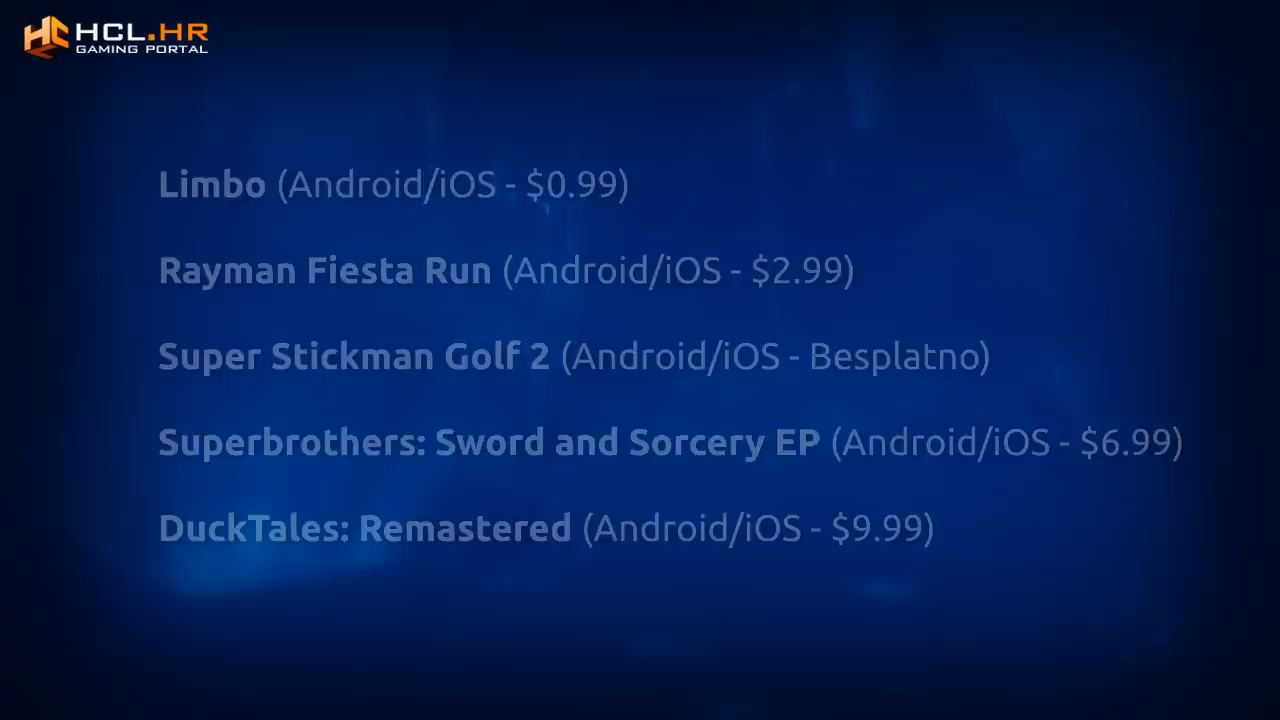 HCL.HR
GAMING PORTAL
Limbo (Android/iOS - $0.99)
Rayman Fiesta Run (Android/iOS - $2.99)
Super Stickman Golf 2 (Android/iOS - Besplatno)
Superbrothers: Sword and Sorcery EP (Android/iOS - $6.99)
DuckTales: Remastered (Android/iOS - $9.99)